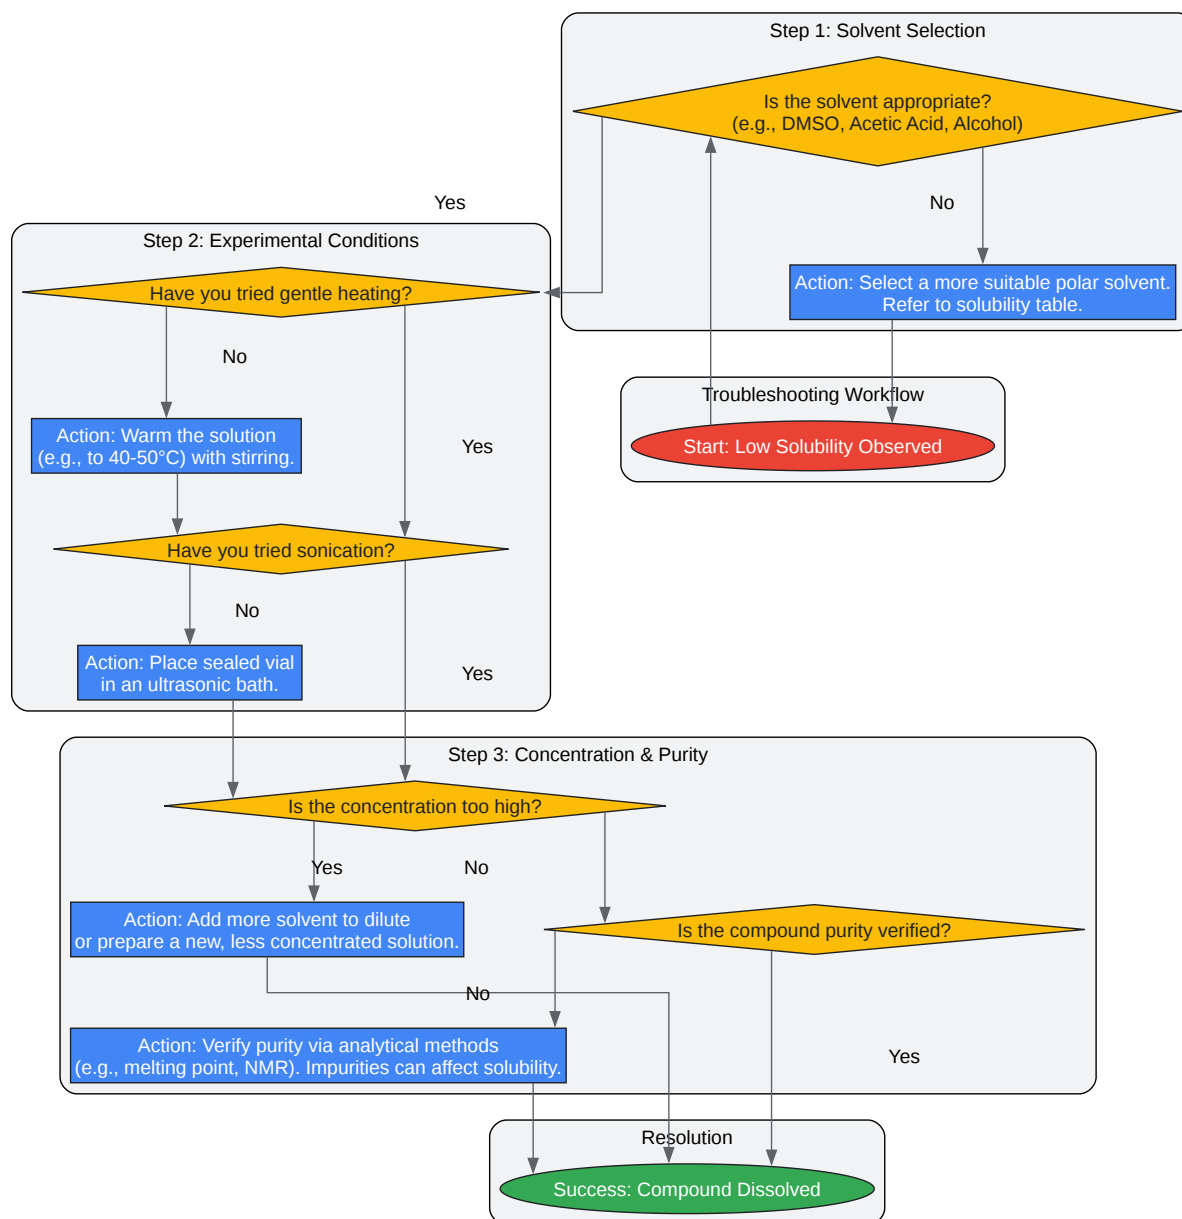 Step 1: Solvent Selection
Is the solvent appropriate?
(e.g., DMSO, Acetic Acid, Alcohol)
Yes
No
Step 2: Experimental Conditions
Have you tried gentle heating?
Action: Select a more suitable polar solvent.
Refer to solubility table.
No
Troubleshooting Workflow
Start: Low Solubility Observed
Action: Warm the solution
(e.g., to 40-50°C) with stirring.
Yes
Have you tried sonication?
No
Action: Place sealed vial
in an ultrasonic bath.
Yes
Step 3: Concentration & Purity
Is the concentration too high?
Yes
No
Action: Add more solvent to dilute
or prepare a new, less concentrated solution.
Is the compound purity verified?
No
Action: Verify purity via analytical methods
(e.g., melting point, NMR). Impurities can affect solubility.
Yes
Resolution
Success: Compound Dissolved